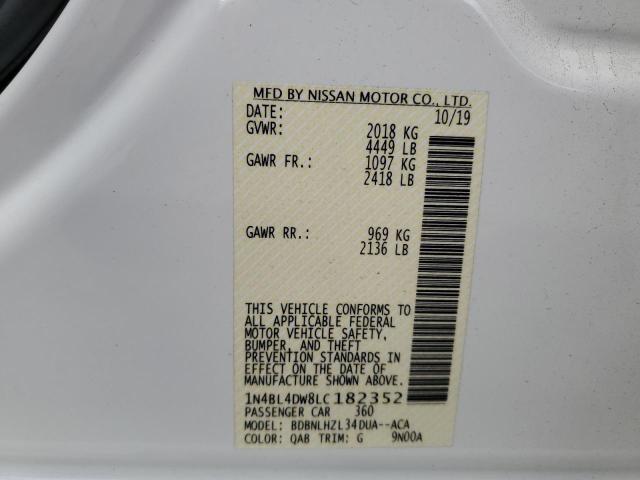 MFD BY NISSAN MOTOR CO., LTD.
DATE: 10/19
GVWR: 2018 KG
4449 LB
GAWR FR.: 1097 KG
2418 LB
GAWR RR.: 969 KG
2136 LB
THIS VEHICLE CONFORMS TO
ALL APPLICABLE FEDERAL
MOTOR VEHICLE SAFETY,
BUMPER, AND THEFT
PREVENTION STANDARDS IN
EFFECT ON THE DATE OF
MANUFACTURE SHOWN ABOVE.
1N4BL4DW8LC182352
PASSENGER CAR 360
MODEL: BDBNLHZL34DUA--ACA
COLOR: QAB TRIM: G 9N00A